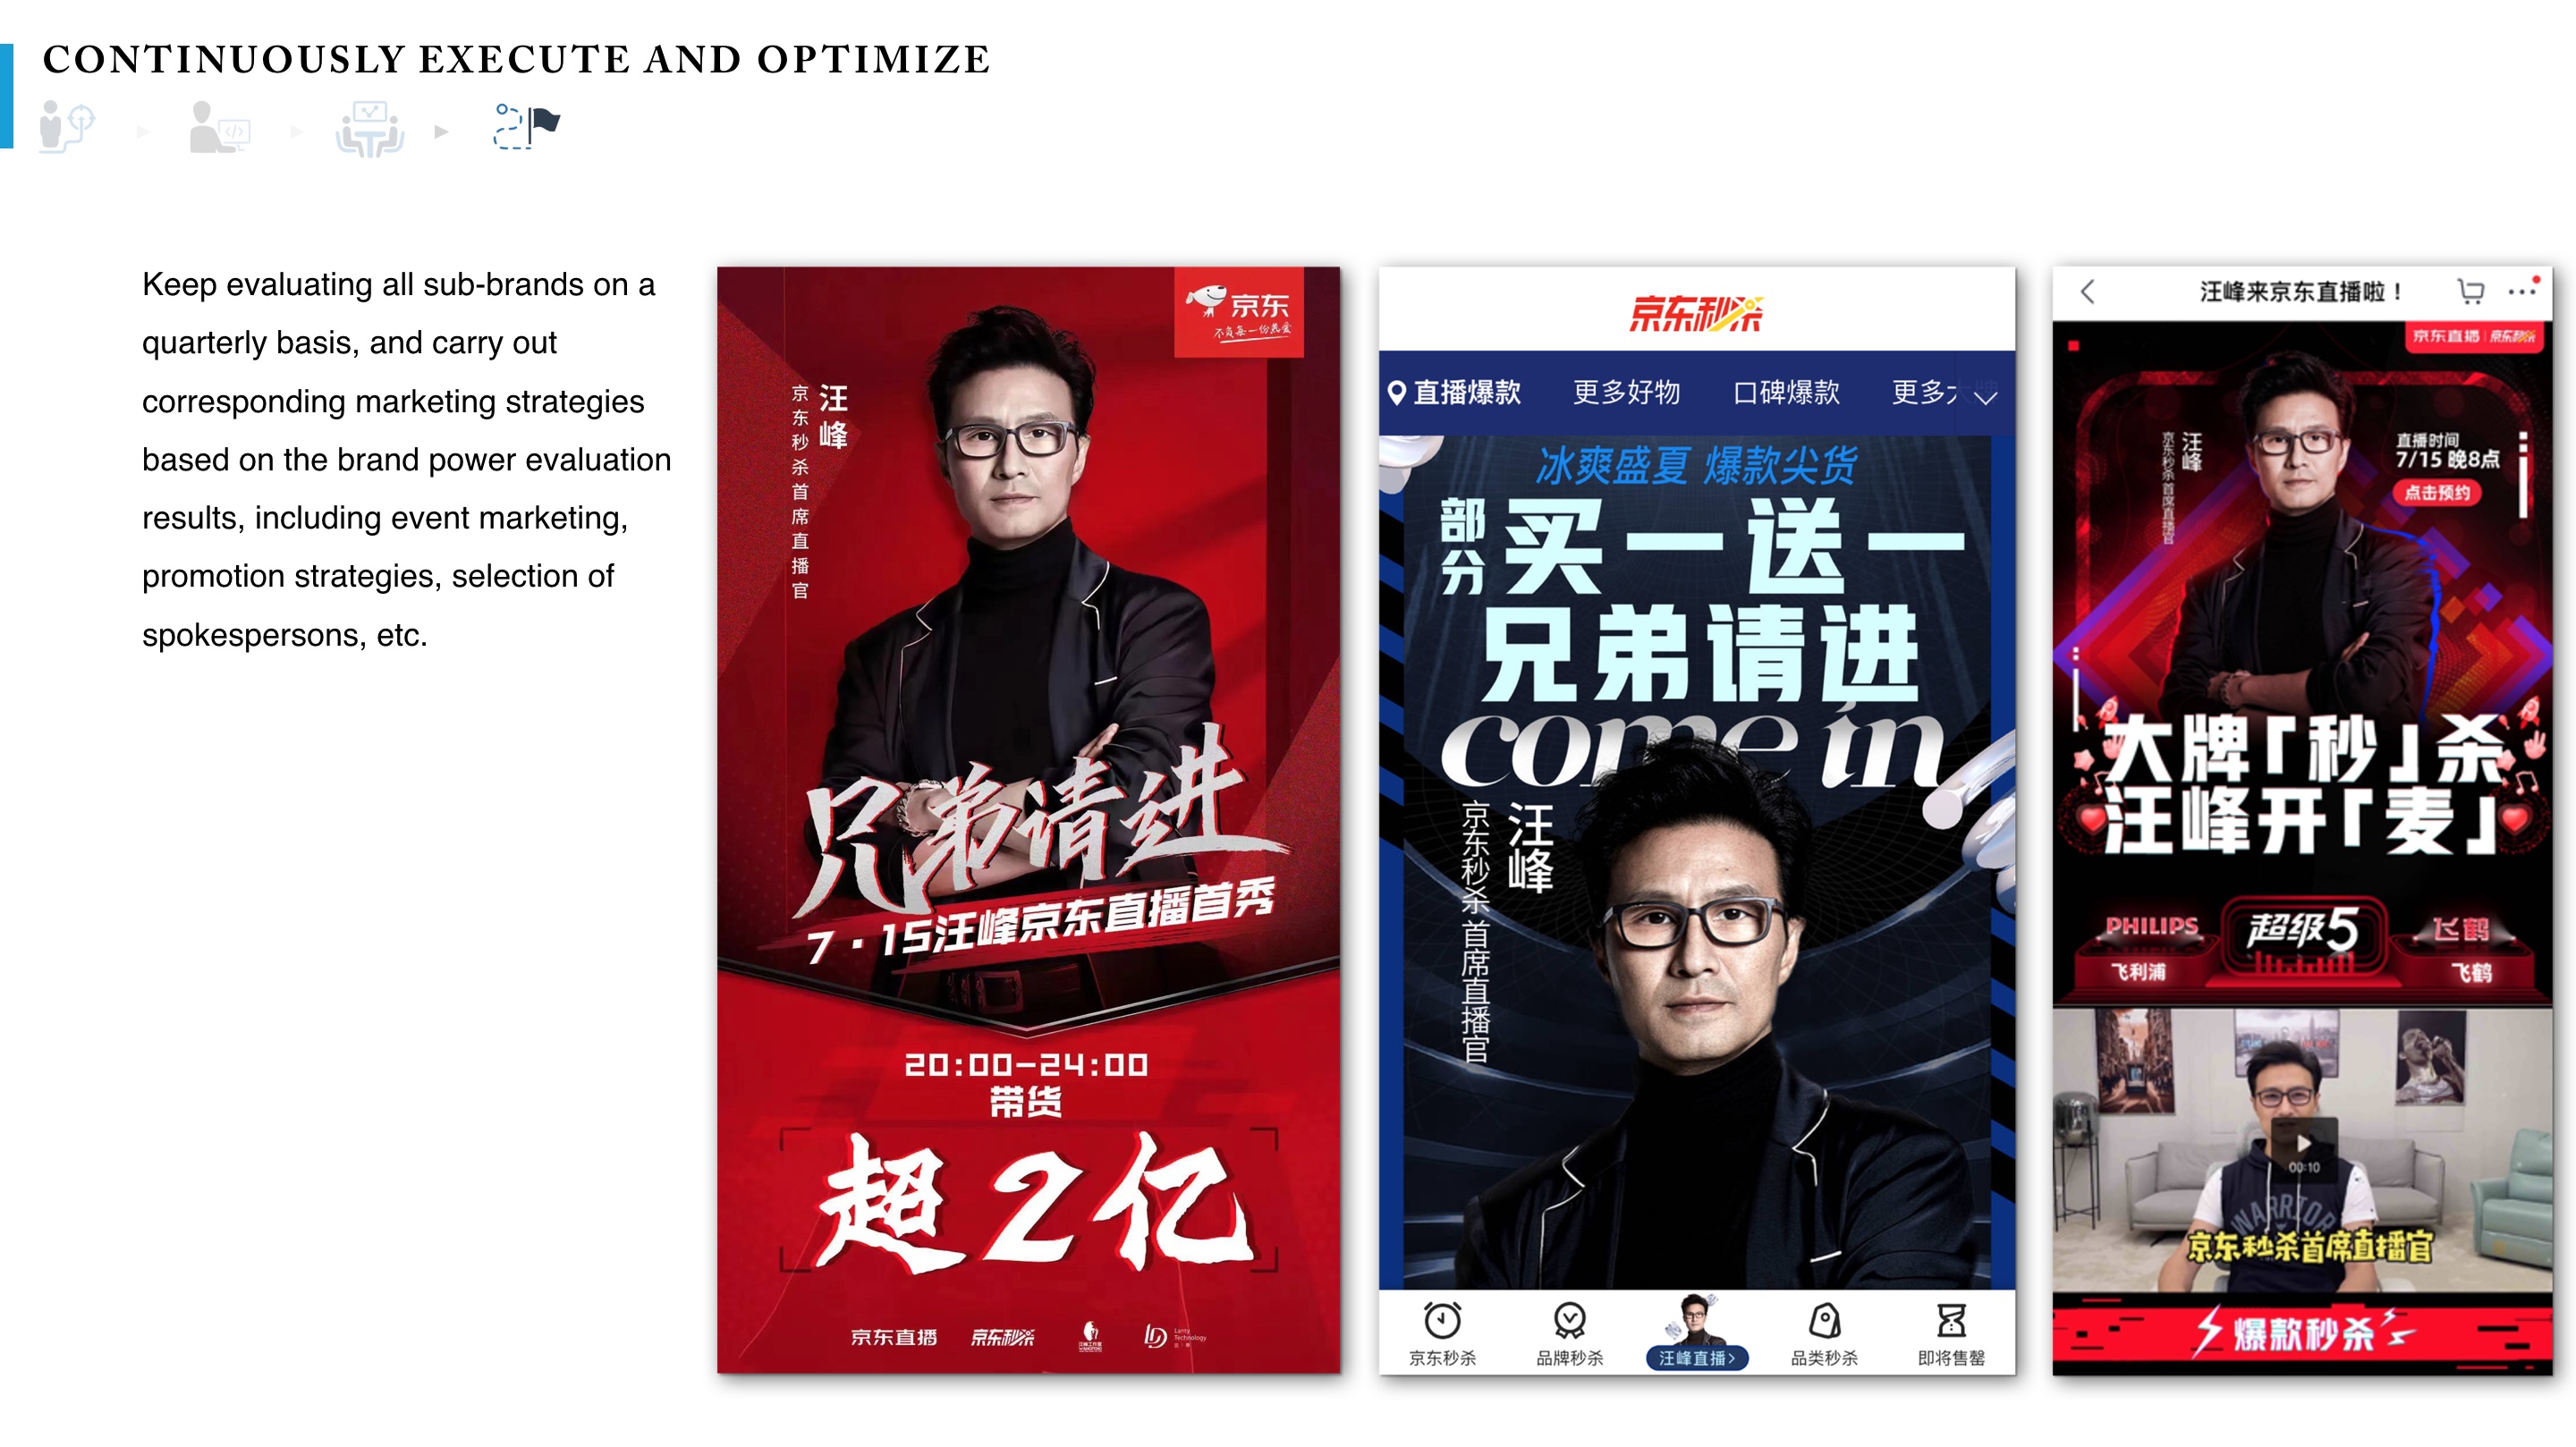 CONTINUOUSLY EXECUTE AND OPTIMIZE
Keep evaluating all sub-brands on a
quarterly basis, and carry out
corresponding marketing strategies
based on the brand power evaluation
results, including event marketing,
promotion strategies, selection of
spokespersons, etc.
京东
不负每一份热爱
汪峰
京东秒杀首席直播官
兄弟请进
7·15汪峰京东直播首秀
20:00-24:00
带货
超2亿
京东直播 京东秒杀
京东秒杀
直播爆款 更多好物 口碑爆款 更多大牌
冰爽盛夏 爆款尖货
部分
买一送一
兄弟请进
come in
汪峰
京东秒杀首席直播官
京东秒杀 品牌秒杀 汪峰直播> 品类秒杀 即将售罄
汪峰来京东直播啦！
京东直播 | 京东秒杀
汪峰
京东秒杀首席直播官
直播时间
7/15 晚8点
点击预约
大牌「秒」杀
汪峰开「麦」
PHILIPS 超级5 飞鹤
飞利浦 飞鹤
00:10
WARRIOR
京东秒杀首席直播官
爆款秒杀